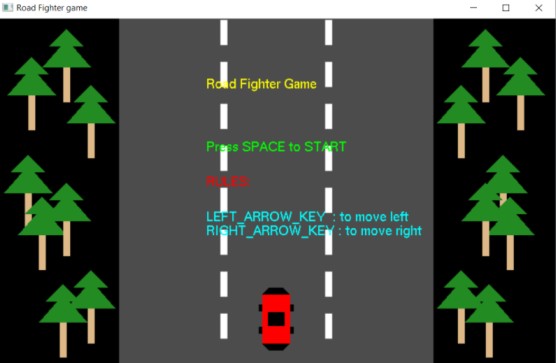 Road Fighter game
Road Fighter Game
Press SPACE to START
RULES:
LEFT_ARROW_KEY : to move left
RIGHT_ARROW_KEY : to move right